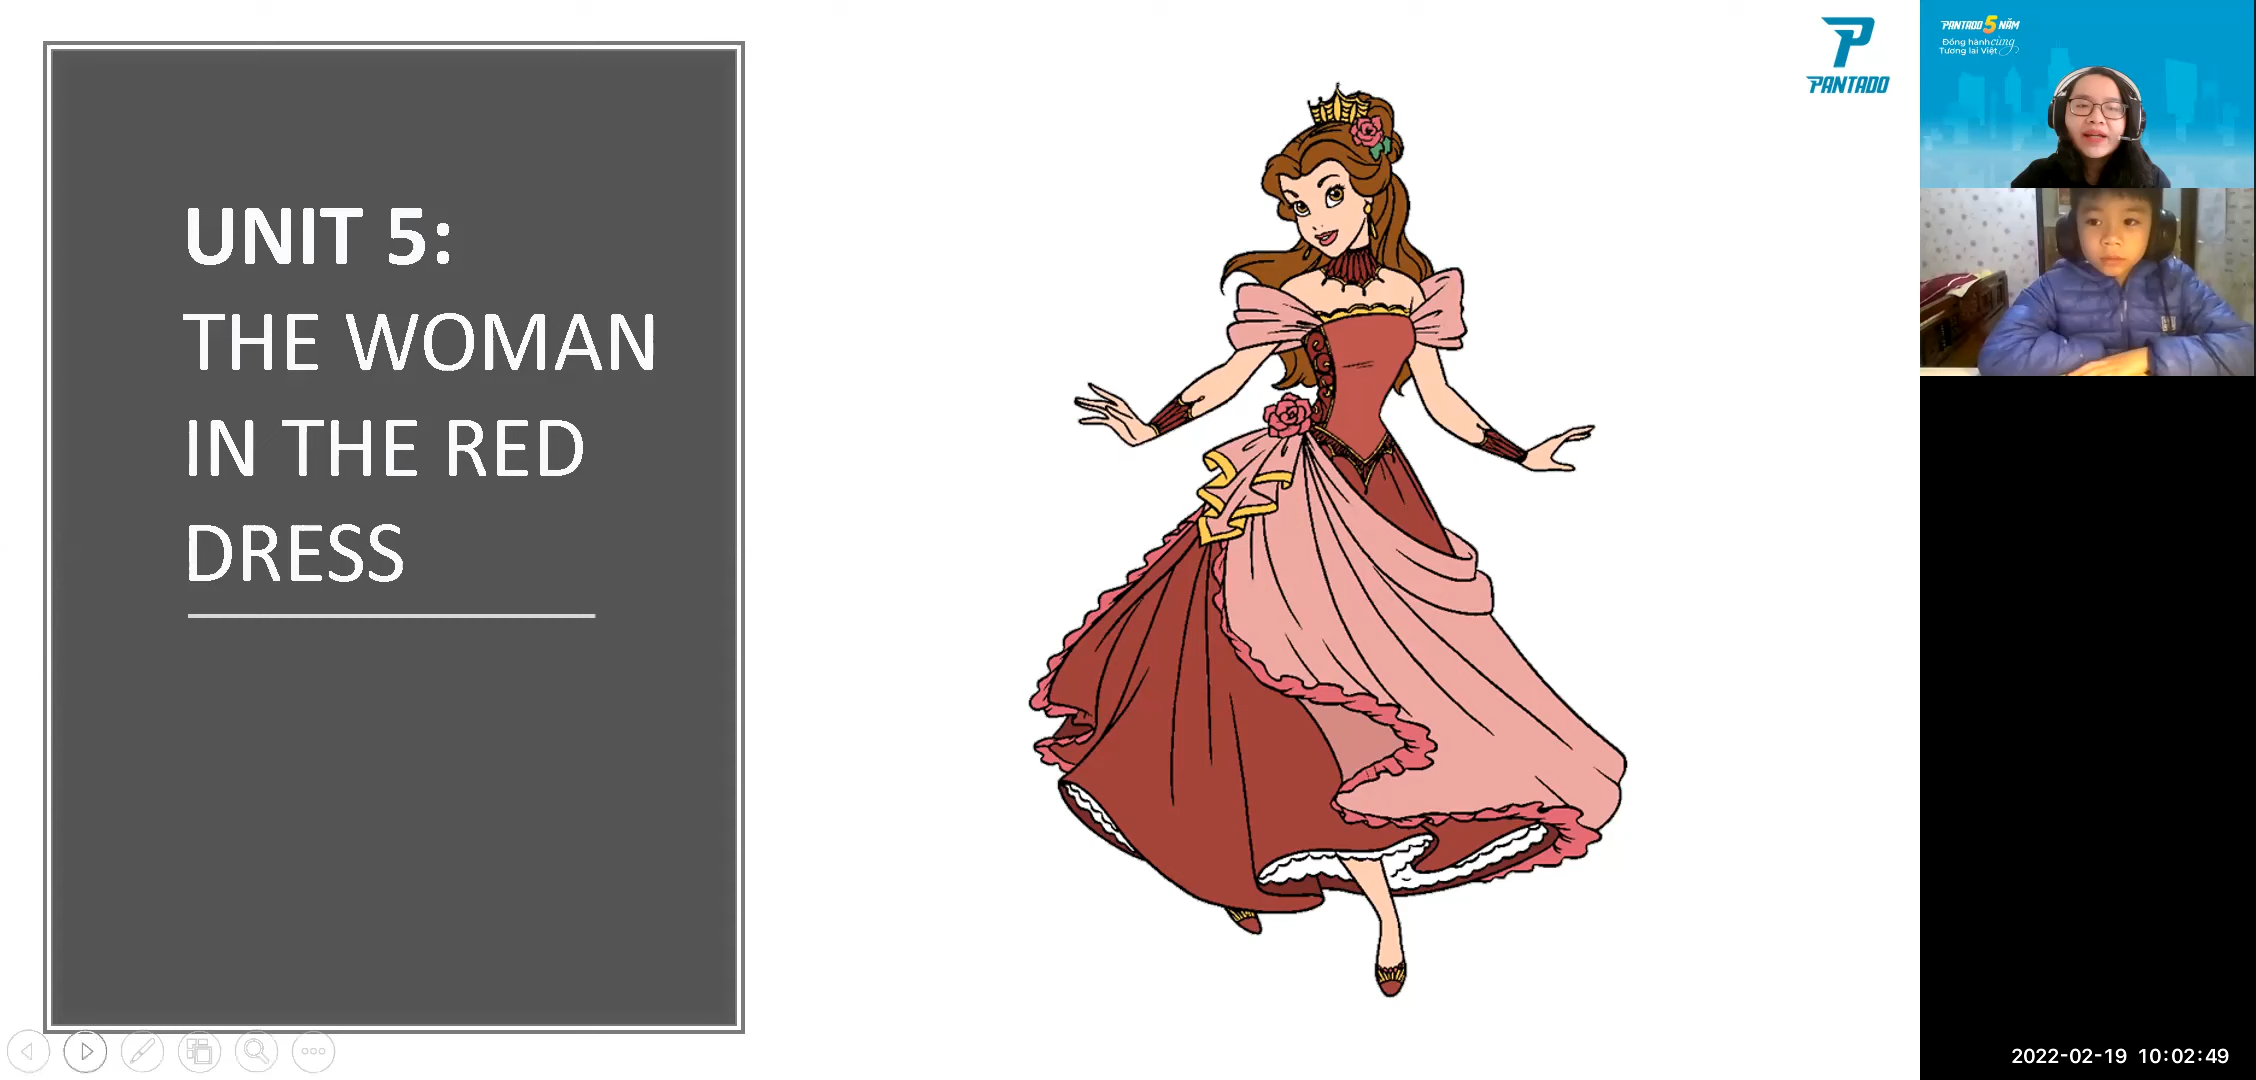 UNIT 5:
THE WOMAN
IN THE RED
DRESS
PANTADO
PANTADO 5 NĂM
Đồng hành cùng
Tương lai Việt
2022-02-19 10:02:49